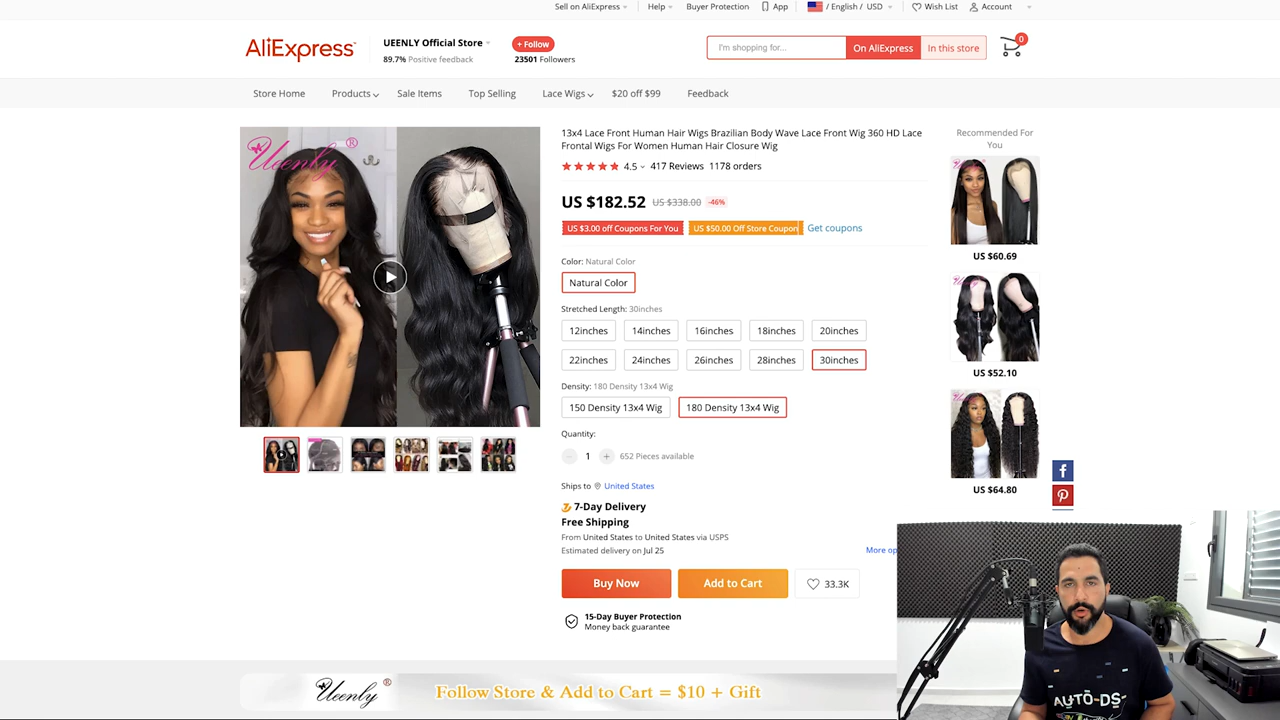 Sell on AliExpress
Help
Buyer Protection
App
/ English / USD
Wish List
Account
AliExpress
UEENLY Official Store
89.7% Positive feedback
+ Follow
23501 Followers
I'm shopping for...
On AliExpress
In this store
0
Store Home
Products
Sale Items
Top Selling
Lace Wigs
$20 off $99
Feedback
Ueenly ®
13x4 Lace Front Human Hair Wigs Brazilian Body Wave Lace Front Wig 360 HD Lace
Frontal Wigs For Women Human Hair Closure Wig
4.5
417 Reviews
1178 orders
US $182.52
US $338.00
-46%
US $3.00 off Coupons For You
US $50.00 Off Store Coupon
Get coupons
Color: Natural Color
Natural Color
Stretched Length: 30inches
12inches
14inches
16inches
18inches
20inches
22inches
24inches
26inches
28inches
30inches
Density: 180 Density 13x4 Wig
150 Density 13x4 Wig
180 Density 13x4 Wig
Quantity:
1
+
652 Pieces available
Ships to
United States
7-Day Delivery
Free Shipping
From United States to United States via USPS
Estimated delivery on Jul 25
More op
Buy Now
Add to Cart
33.3K
15-Day Buyer Protection
Money back guarantee
Recommended For
You
US $60.69
US $52.10
US $64.80
f
AUTO-DS
Ueenly ®
Follow Store & Add to Cart = $10 + Gift